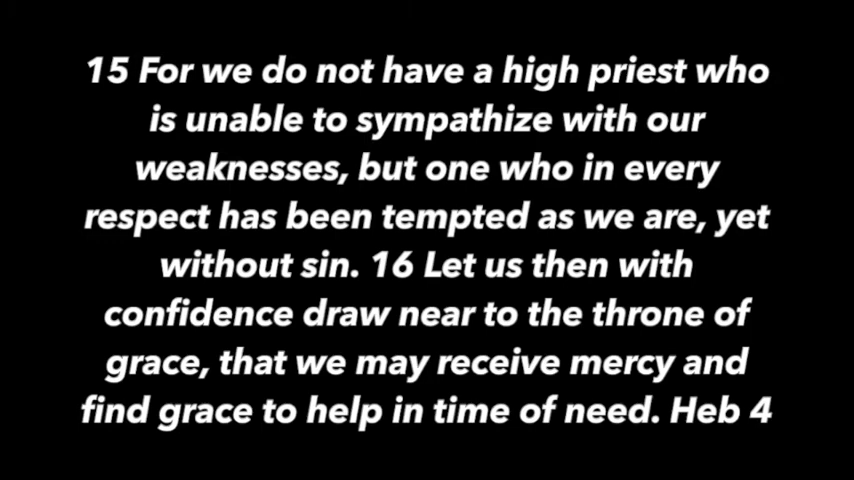 15 For we do not have a high priest who
is unable to sympathize with our
weaknesses, but one who in every
respect has been tempted as we are, yet
without sin. 16 Let us then with
confidence draw near to the throne of
grace, that we may receive mercy and
find grace to help in time of need. Heb 4